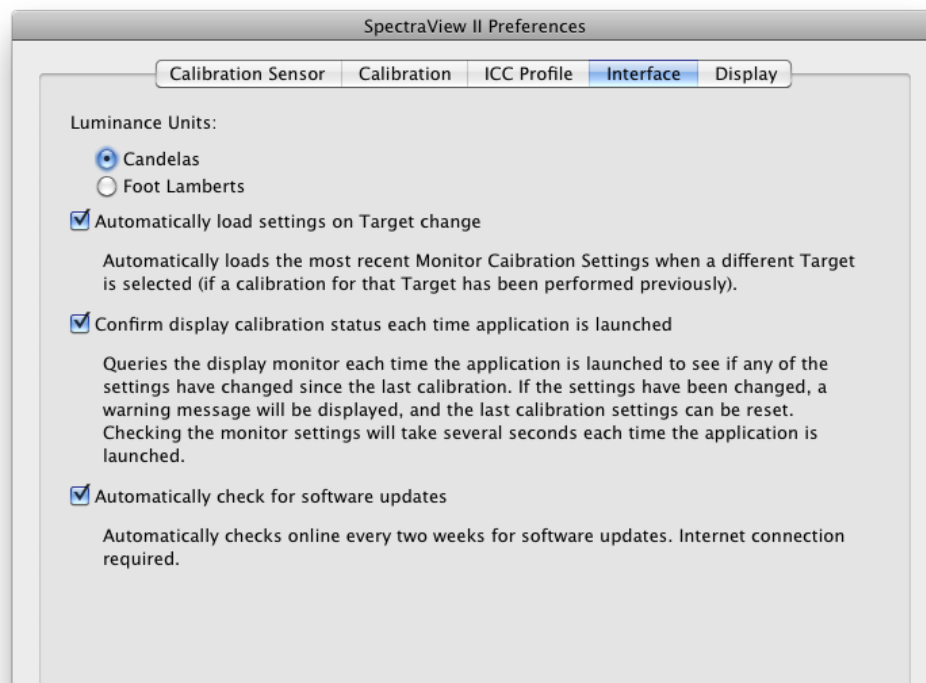 SpectraView II Preferences
Calibration Sensor Calibration ICC Profile Interface Display
Luminance Units:
Candelas
Foot Lamberts
Automatically load settings on Target change
Automatically loads the most recent Monitor Caibration Settings when a different Target
is selected (if a calibration for that Target has been performed previously).
Confirm display calibration status each time application is launched
Queries the display monitor each time the application is launched to see if any of the
settings have changed since the last calibration. If the settings have been changed, a
warning message will be displayed, and the last calibration settings can be reset.
Checking the monitor settings will take several seconds each time the application is
launched.
Automatically check for software updates
Automatically checks online every two weeks for software updates. Internet connection
required.